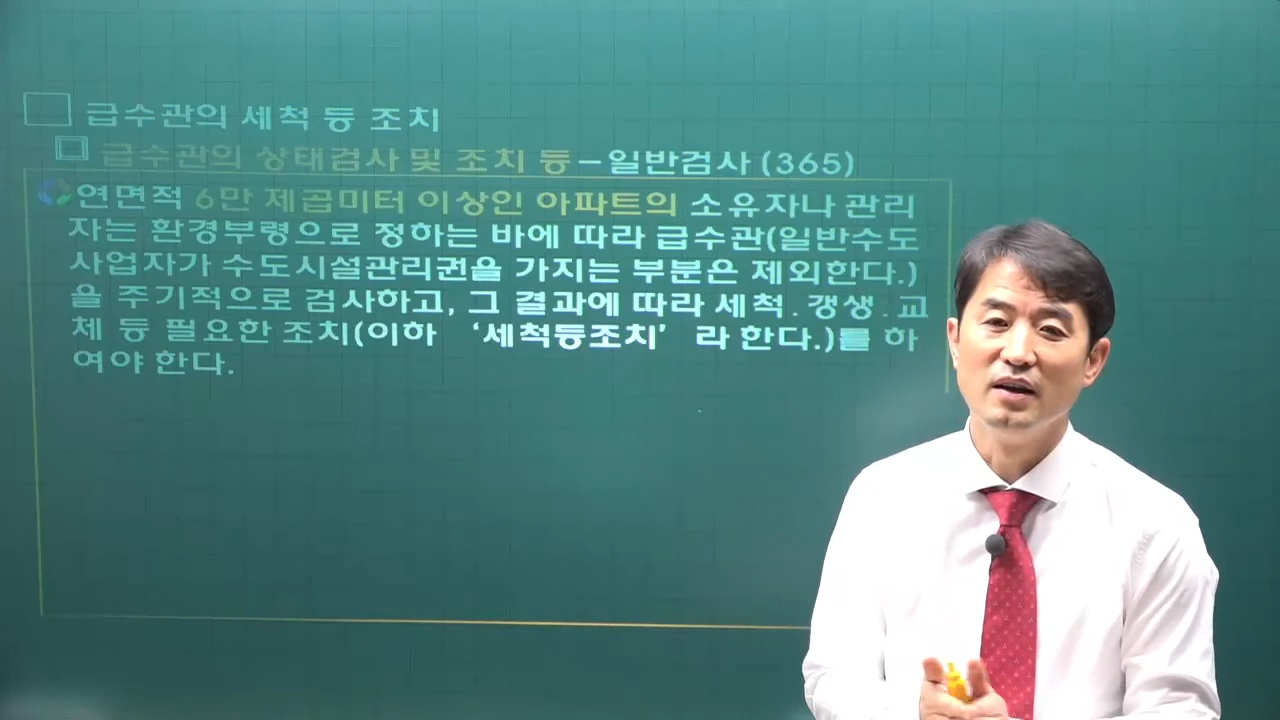 급수관의 세척 등 조치
급수관의 상태검사 및 조치 등-일반검사 (365)
연면적 6만 제곱미터 이상인 아파트의 소유자나 관리
자는 환경부령으로 정하는 바에 따라 급수관(일반수도
사업자가 수도시설관리권을 가지는 부분은 제외한다.)
을 주기적으로 검사하고, 그 결과에 따라 세척.갱생.교
체 등 필요한 조치(이하 ‘세척등조치’라 한다.)를 하
여야 한다.